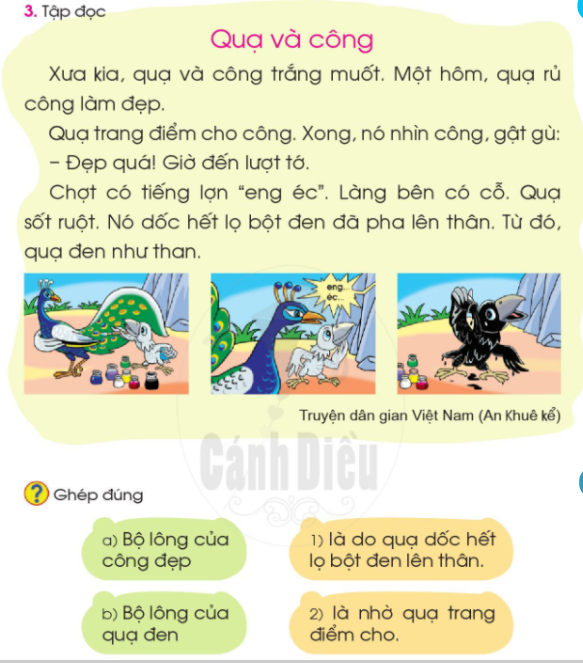 3. Tập đọc
Quạ và công
Xưa kia, quạ và công trắng muốt. Một hôm, quạ rủ
công làm đẹp.
Quạ trang điểm cho công. Xong, nó nhìn công, gật gù:
– Đẹp quá! Giờ đến lượt tớ.
Chợt có tiếng lợn “eng éc”. Làng bên có cỗ. Quạ
sốt ruột. Nó dốc hết lọ bột đen đã pha lên thân. Từ đó,
quạ đen như than.
eng...
éc...
Truyện dân gian Việt Nam (An Khuê kể)
Cánh Diều
? Ghép đúng
a) Bộ lông của
công đẹp
1) là do quạ dốc hết
lọ bột đen lên thân.
b) Bộ lông của
quạ đen
2) là nhờ quạ trang
điểm cho.